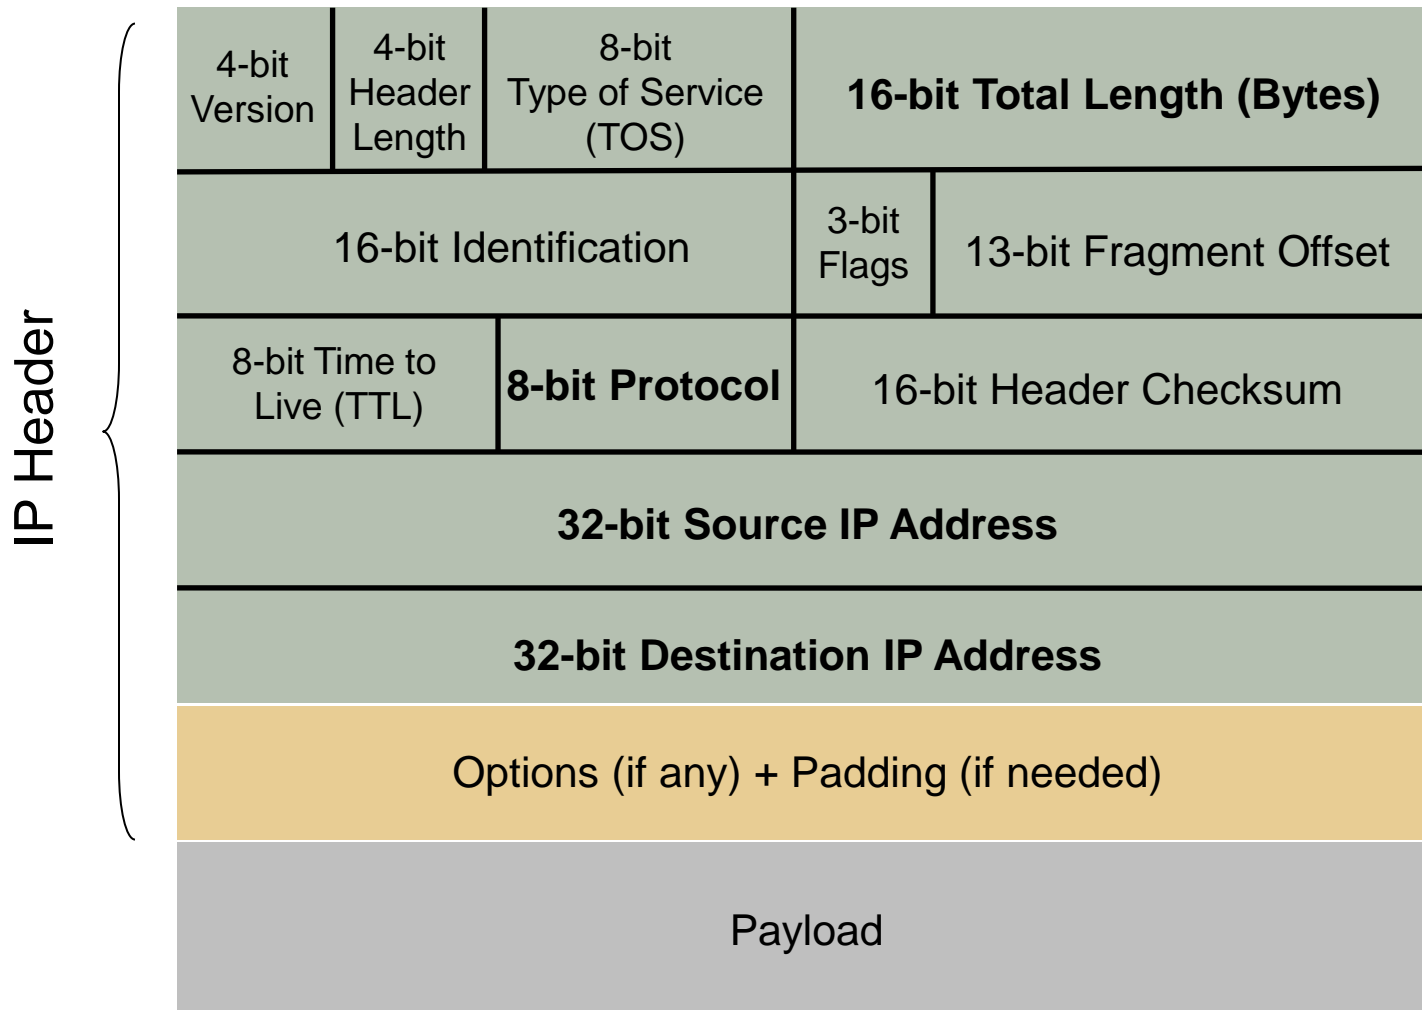 IP Header
4-bit
Version
4-bit
Header
Length
8-bit
Type of Service
(TOS)
16-bit Total Length (Bytes)
16-bit Identification
3-bit
Flags
13-bit Fragment Offset
8-bit Time to
Live (TTL)
8-bit Protocol
16-bit Header Checksum
32-bit Source IP Address
32-bit Destination IP Address
Options (if any) + Padding (if needed)
Payload